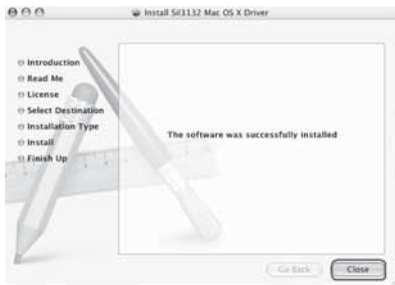 Install SiI3132 Mac OS X Driver
Introduction
Read Me
License
Select Destination
Installation Type
Install
Finish Up
The software was successfully installed
Go Back
Close